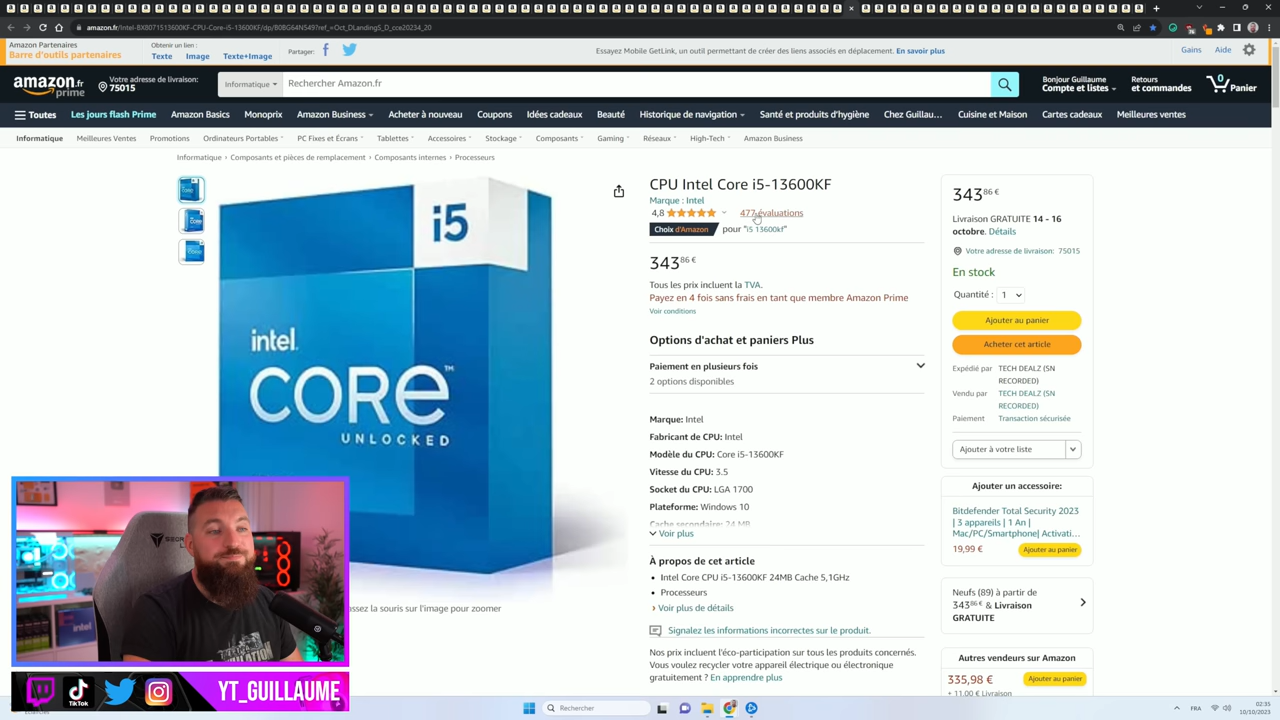 amazon.fr/Intel-BX8071513600KF-CPU-Core-i5-13600KF/dp/B0BG64N549?ref_=Oct_DLandingS_D_cce20234_20
Amazon Partenaires
Barre d'outils partenaires
Obtenir un lien :
Texte
Image
Texte+Image
Partager:
Essayez Mobile GetLink, un outil permettant de créer des liens associés en déplacement. En savoir plus
Gains
Aide
amazon.fr
prime
Votre adresse de livraison:
75015
Informatique
Rechercher Amazon.fr
Bonjour Guillaume
Compte et listes
Retours
et commandes
0
Panier
Toutes
Les jours flash Prime
Amazon Basics
Monoprix
Amazon Business
Acheter à nouveau
Coupons
Idées cadeaux
Beauté
Historique de navigation
Santé et produits d'hygiène
Chez Guillau...
Cuisine et Maison
Cartes cadeaux
Meilleures ventes
Informatique
Meilleures Ventes
Promotions
Ordinateurs Portables
PC Fixes et Écrans
Tablettes
Accessoires
Stockage
Composants
Gaming
Réseaux
High-Tech
Amazon Business
Informatique › Composants et pièces de remplacement › Composants internes › Processeurs
i5
intel.
CORE™
UNLOCKED
CPU Intel Core i5-13600KF
Marque : Intel
4,8
477 évaluations
Choix d'Amazon
pour "i5 13600kf"
343 86 €
Tous les prix incluent la TVA.
Payez en 4 fois sans frais en tant que membre Amazon Prime
Voir conditions
Options d'achat et paniers Plus
Paiement en plusieurs fois
2 options disponibles
Marque: Intel
Fabricant de CPU: Intel
Modèle du CPU: Core i5-13600KF
Vitesse du CPU: 3.5
Socket du CPU: LGA 1700
Plateforme: Windows 10
Cache secondaire: 24 MB
Voir plus
À propos de cet article
• Intel Core CPU i5-13600KF 24MB Cache 5,1GHz
• Processeurs
› Voir plus de détails
Signalez les informations incorrectes sur le produit.
Nos prix incluent l'éco-participation sur tous les produits concernés.
Vous voulez recycler votre appareil électrique ou électronique
gratuitement ? En apprendre plus
343 86 €
Livraison GRATUITE 14 - 16
octobre. Détails
Votre adresse de livraison: 75015
En stock
Quantité : 1
Ajouter au panier
Acheter cet article
Expédié par TECH DEALZ (SN
RECORDED)
Vendu par TECH DEALZ (SN
RECORDED)
Paiement Transaction sécurisée
Ajouter à votre liste
Ajouter un accessoire:
Bitdefender Total Security 2023
| 3 appareils | 1 An |
Mac/PC/Smartphone| Activati...
19,99 €
Ajouter au panier
Neufs (89) à partir de
343 86 € & Livraison
GRATUITE
Autres vendeurs sur Amazon
335,98 €
Ajouter au panier
+ 11,00 € Livraison
ssez la souris sur l'image pour zoomer
TikTok
YT_GUILLAUME
Rechercher
FRA
02:35
10/10/2023